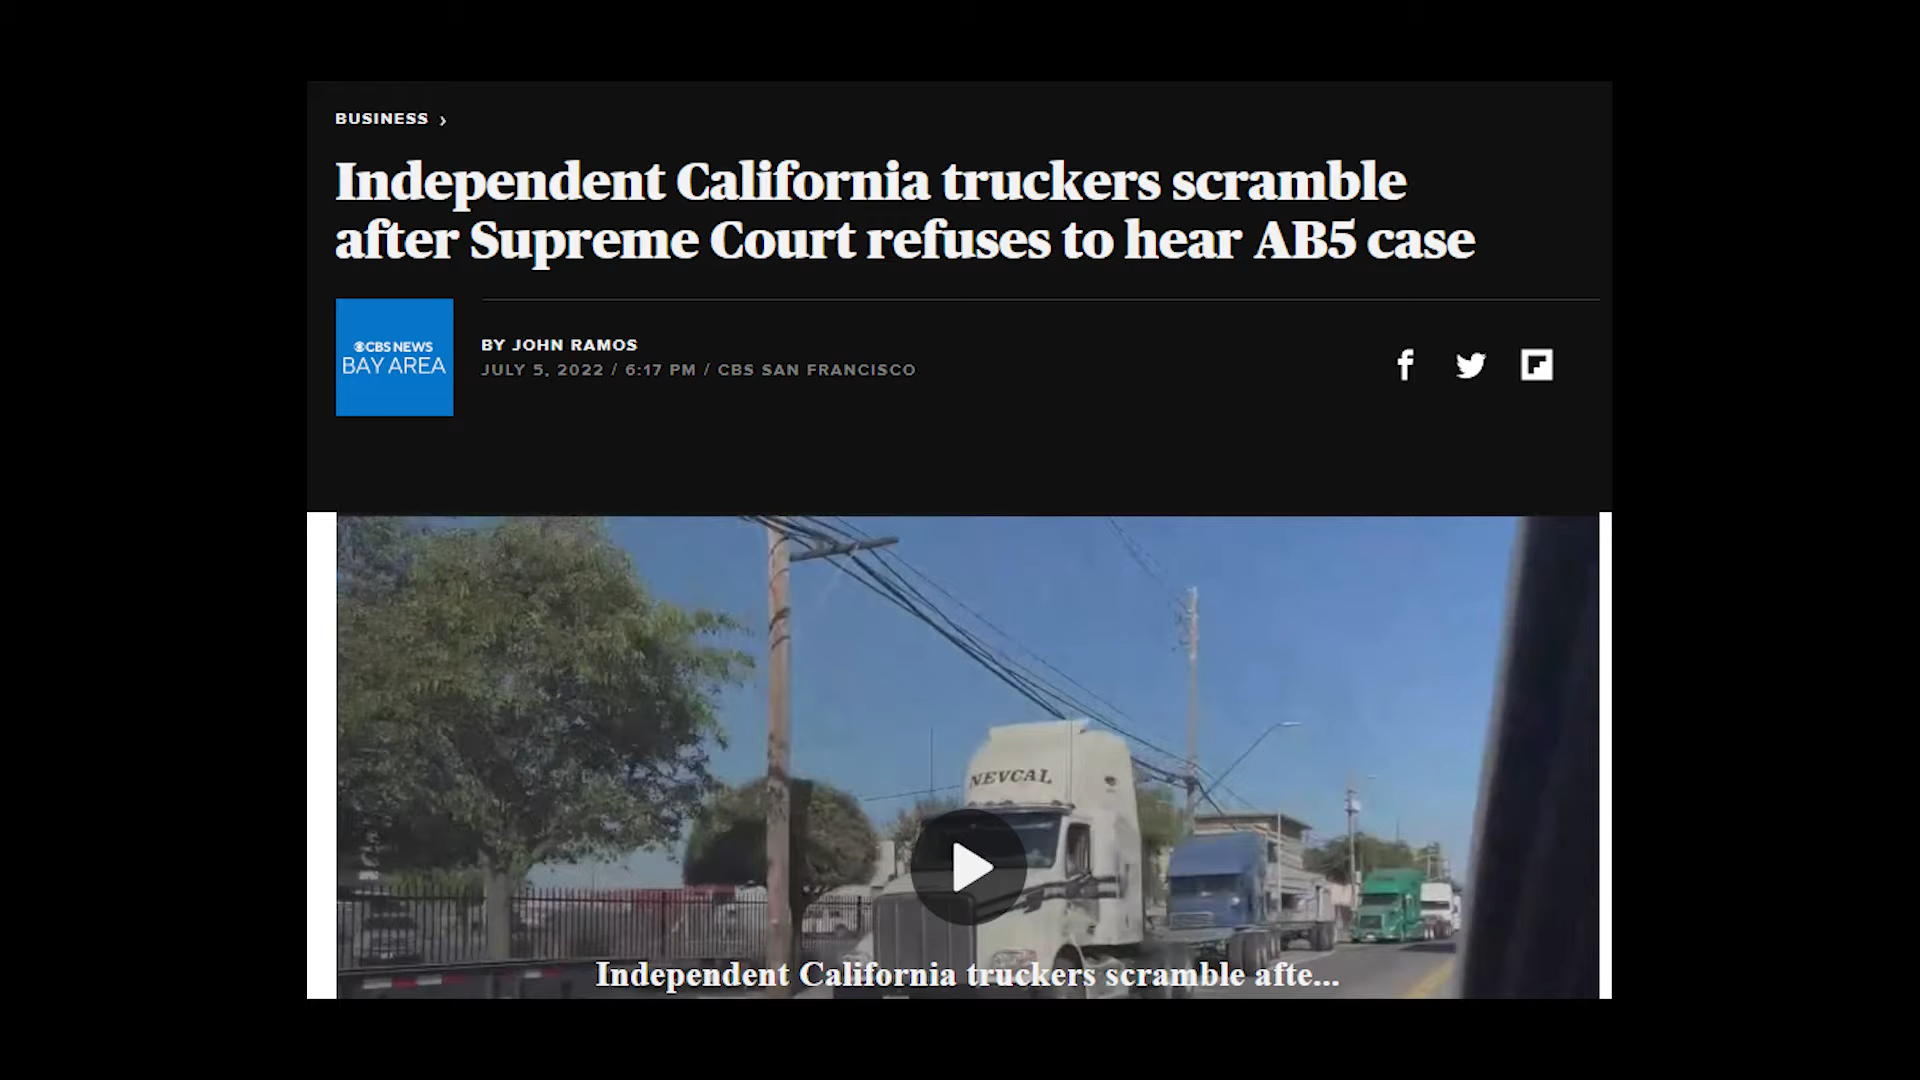 BUSINESS ›
Independent California truckers scramble
after Supreme Court refuses to hear AB5 case
CBS NEWS
BAY AREA
BY JOHN RAMOS
JULY 5, 2022 / 6:17 PM / CBS SAN FRANCISCO
NEVCAL
Independent California truckers scramble afte...